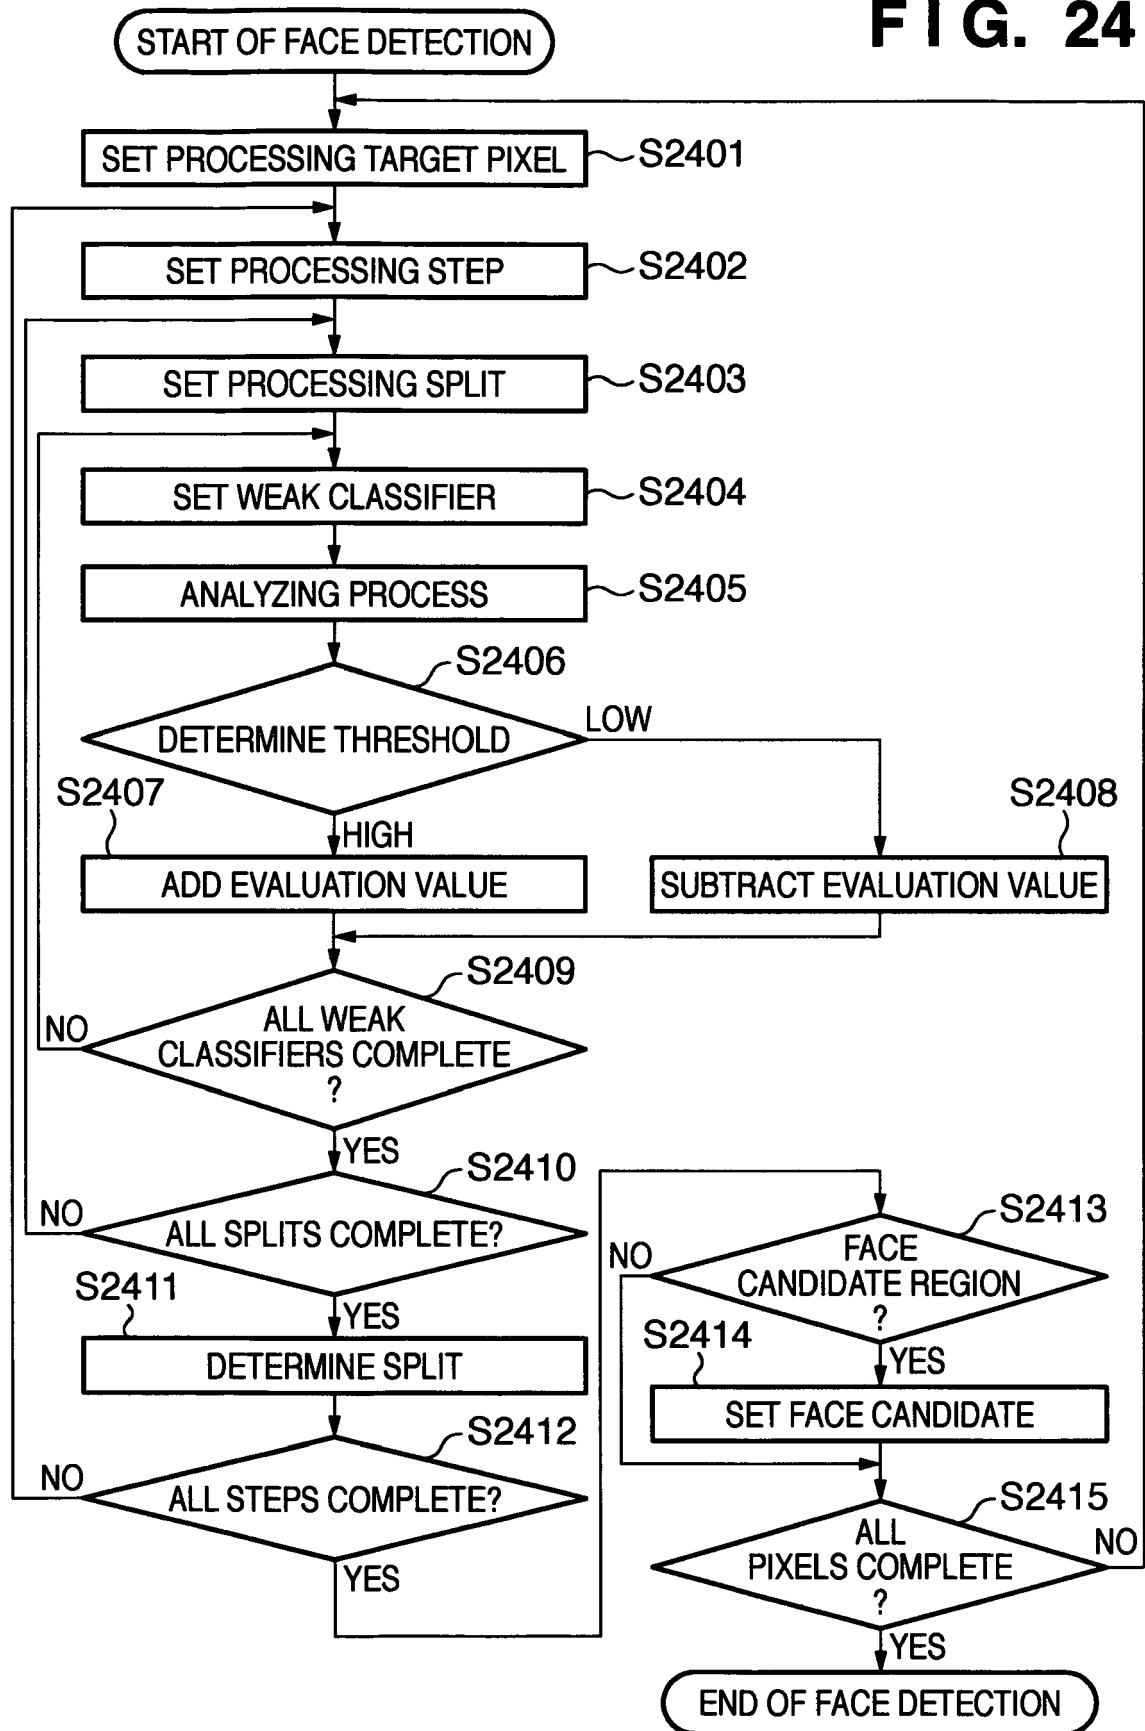 FIG. 24
START OF FACE DETECTION
SET PROCESSING TARGET PIXEL
S2401
SET PROCESSING STEP
S2402
SET PROCESSING SPLIT
S2403
SET WEAK CLASSIFIER
S2404
ANALYZING PROCESS
S2405
S2406
DETERMINE THRESHOLD
LOW
S2407
HIGH
ADD EVALUATION VALUE
S2408
SUBTRACT EVALUATION VALUE
S2409
ALL WEAK
CLASSIFIERS COMPLETE
?
NO
YES
S2410
ALL SPLITS COMPLETE?
NO
YES
S2411
DETERMINE SPLIT
S2412
ALL STEPS COMPLETE?
NO
YES
S2413
FACE
CANDIDATE REGION
?
NO
YES
S2414
SET FACE CANDIDATE
S2415
ALL
PIXELS COMPLETE
?
NO
YES
END OF FACE DETECTION